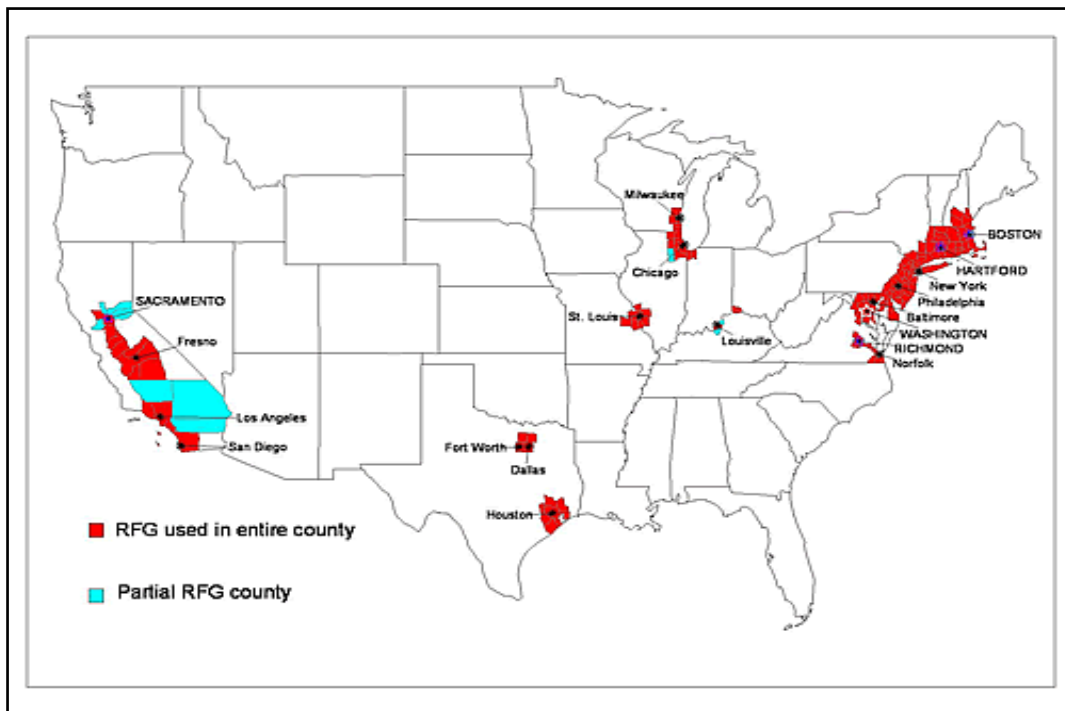 Milwaukee
BOSTON
Chicago
HARTFORD
New York
SACRAMENTO
Philadelphia
St. Louis
Baltimore
Louisville
WASHINGTON
Fresno
RICHMOND
Norfolk
Los Angeles
San Diego
Fort Worth
Dallas
Houston
RFG used in entire county
Partial RFG county